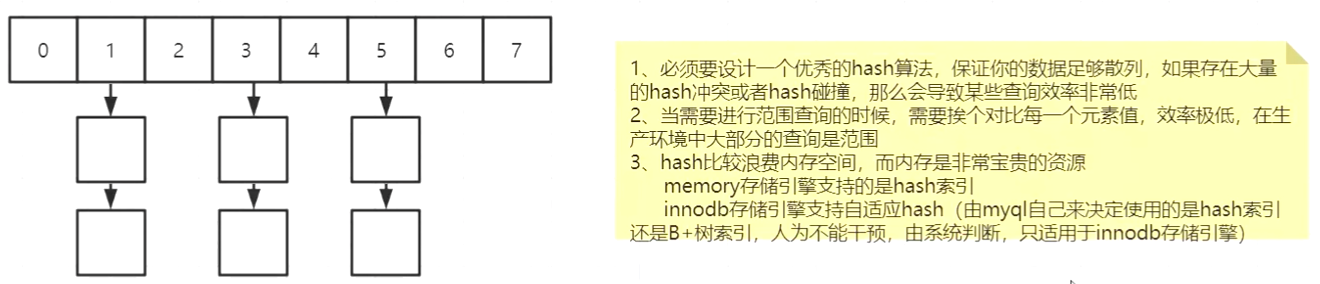 0 1 2 3 4 5 6 7
1、必须要设计一个优秀的hash算法，保证你的数据足够散列，如果存在大量
的hash冲突或者hash碰撞，那么会导致某些查询效率非常低
2、当需要进行范围查询的时候，需要挨个对比每一个元素值，效率极低，在生
产环境中大部分的查询是范围
3、hash比较浪费内存空间，而内存是非常宝贵的资源
memory存储引擎支持的是hash索引
innodb存储引擎支持自适应hash（由myql自己来决定使用的是hash索引
还是B+树索引，人为不能干预，由系统判断，只适用于innodb存储引擎）